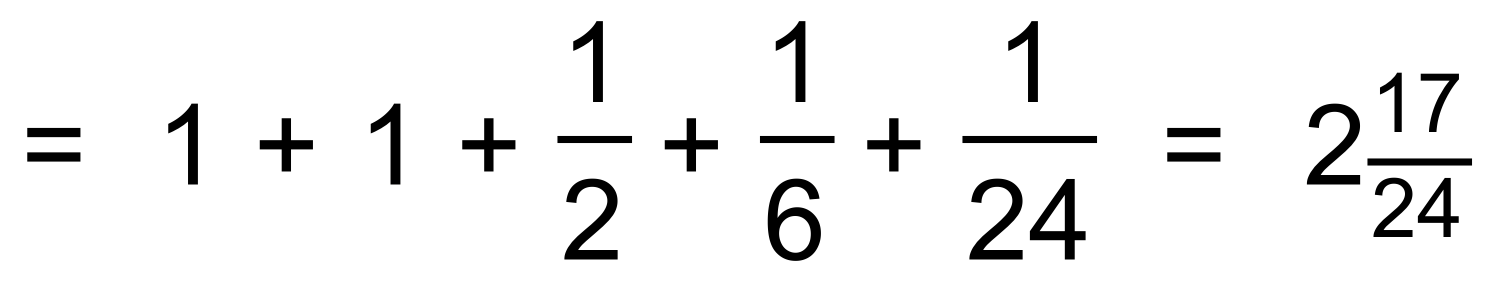 = 1 + 1 + 1/2 + 1/6 + 1/24 = 2 17/24